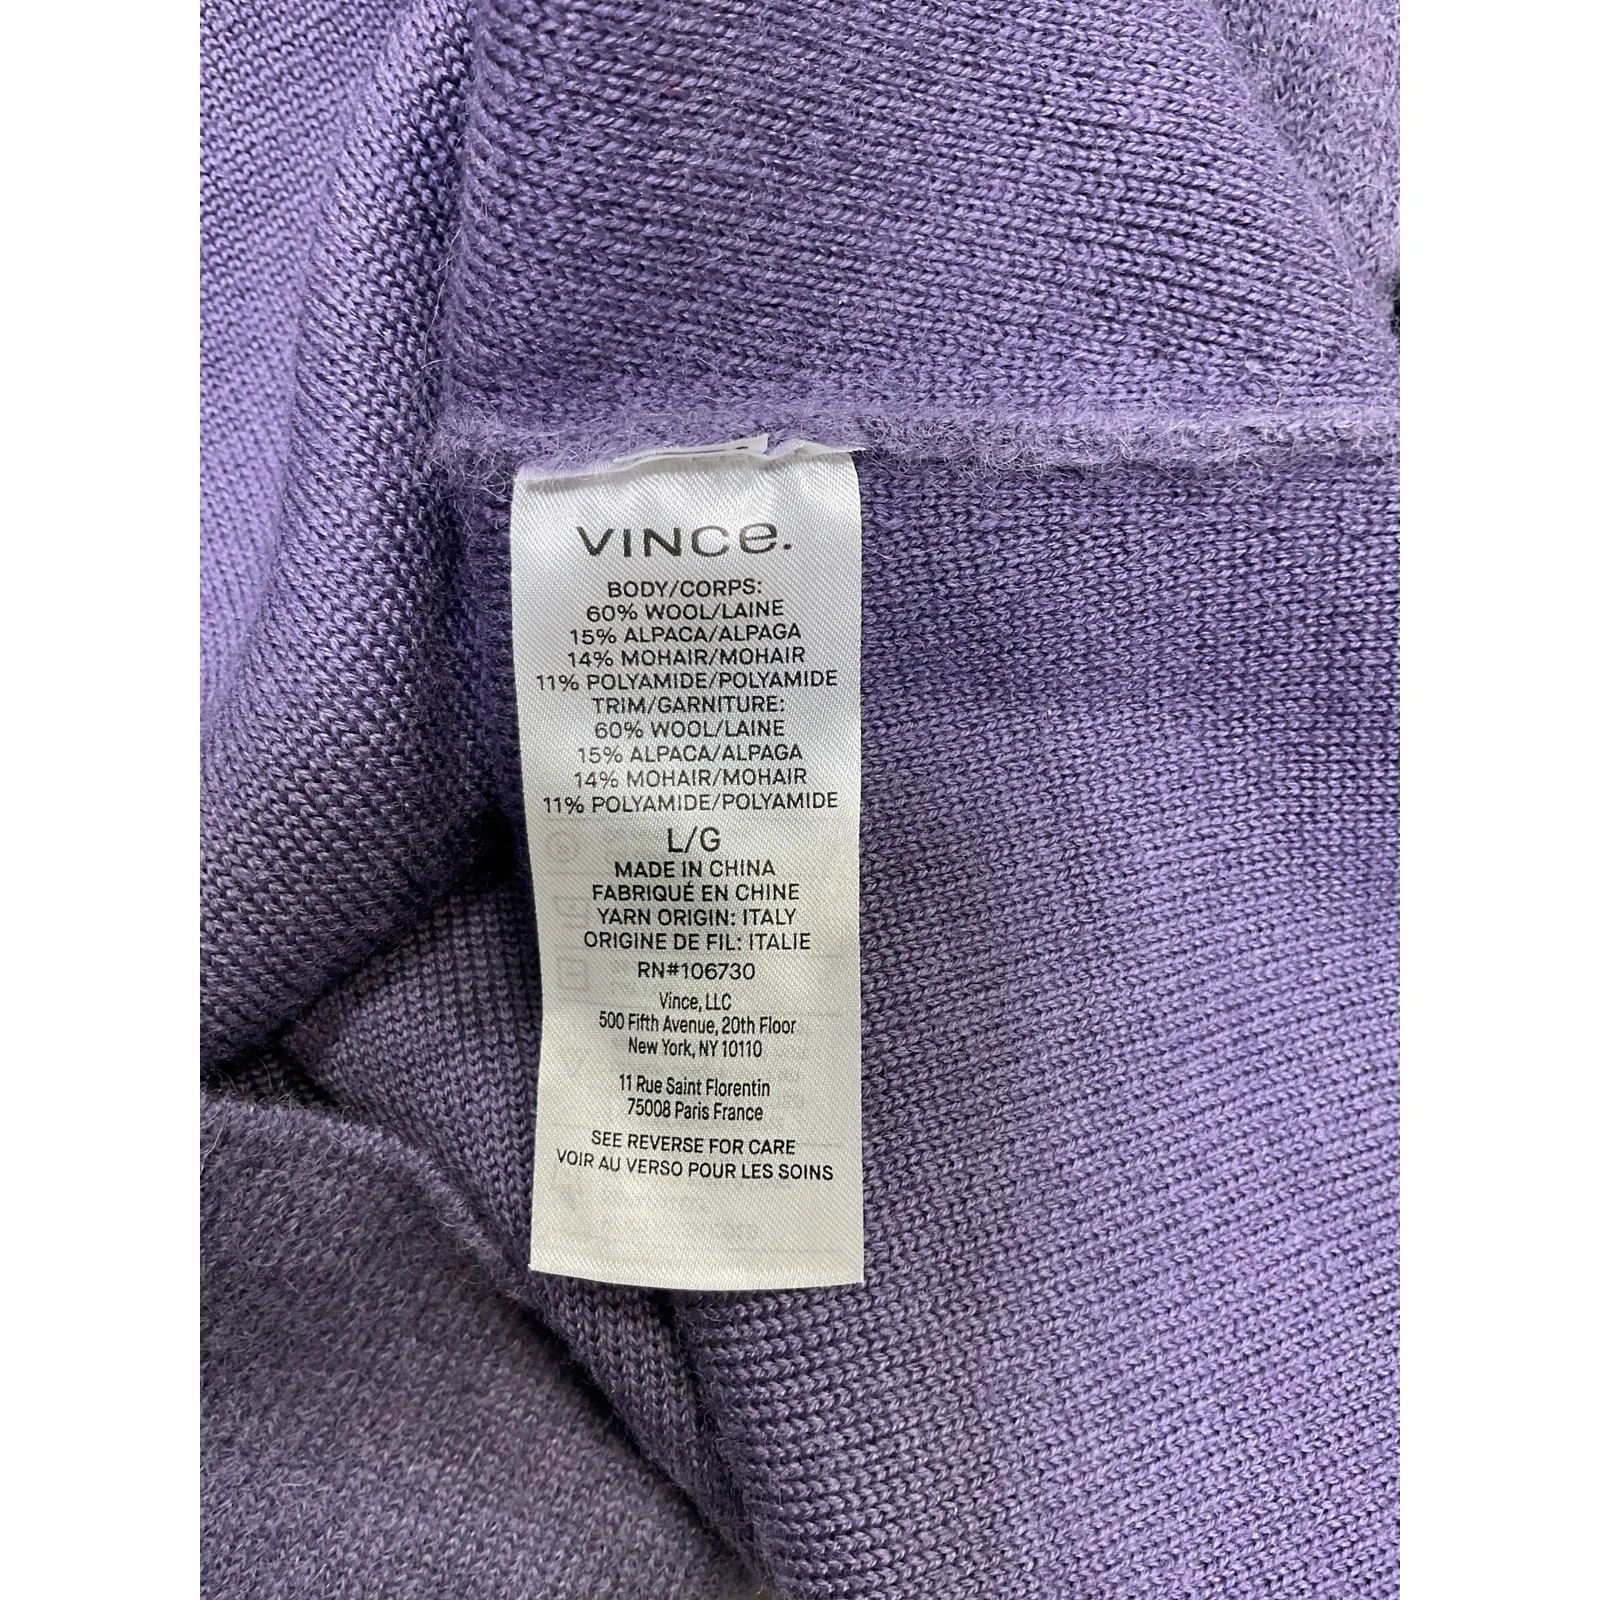 VINCE.
BODY/CORPS:
60% WOOL/LAINE
15% ALPACA/ALPAGA
14% MOHAIR/MOHAIR
11% POLYAMIDE/POLYAMIDE
TRIM/GARNITURE:
60% WOOL/LAINE
15% ALPACA/ALPAGA
14% MOHAIR/MOHAIR
11% POLYAMIDE/POLYAMIDE
L/G
MADE IN CHINA
FABRIQUÉ EN CHINE
YARN ORIGIN: ITALY
ORIGINE DE FIL: ITALIE
RN#106730
Vince, LLC
500 Fifth Avenue, 20th Floor
New York, NY 10110
11 Rue Saint Florentin
75008 Paris France
SEE REVERSE FOR CARE
VOIR AU VERSO POUR LES SOINS